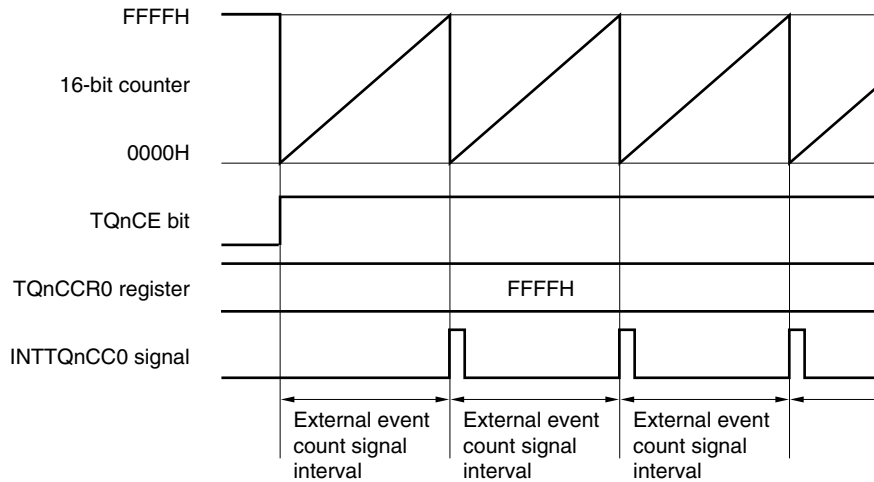 FFFFH
16-bit counter
0000H
TQnCE bit
TQnCCR0 register
FFFFH
INTTQnCC0 signal
External event
count signal
interval
External event
count signal
interval
External event
count signal
interval